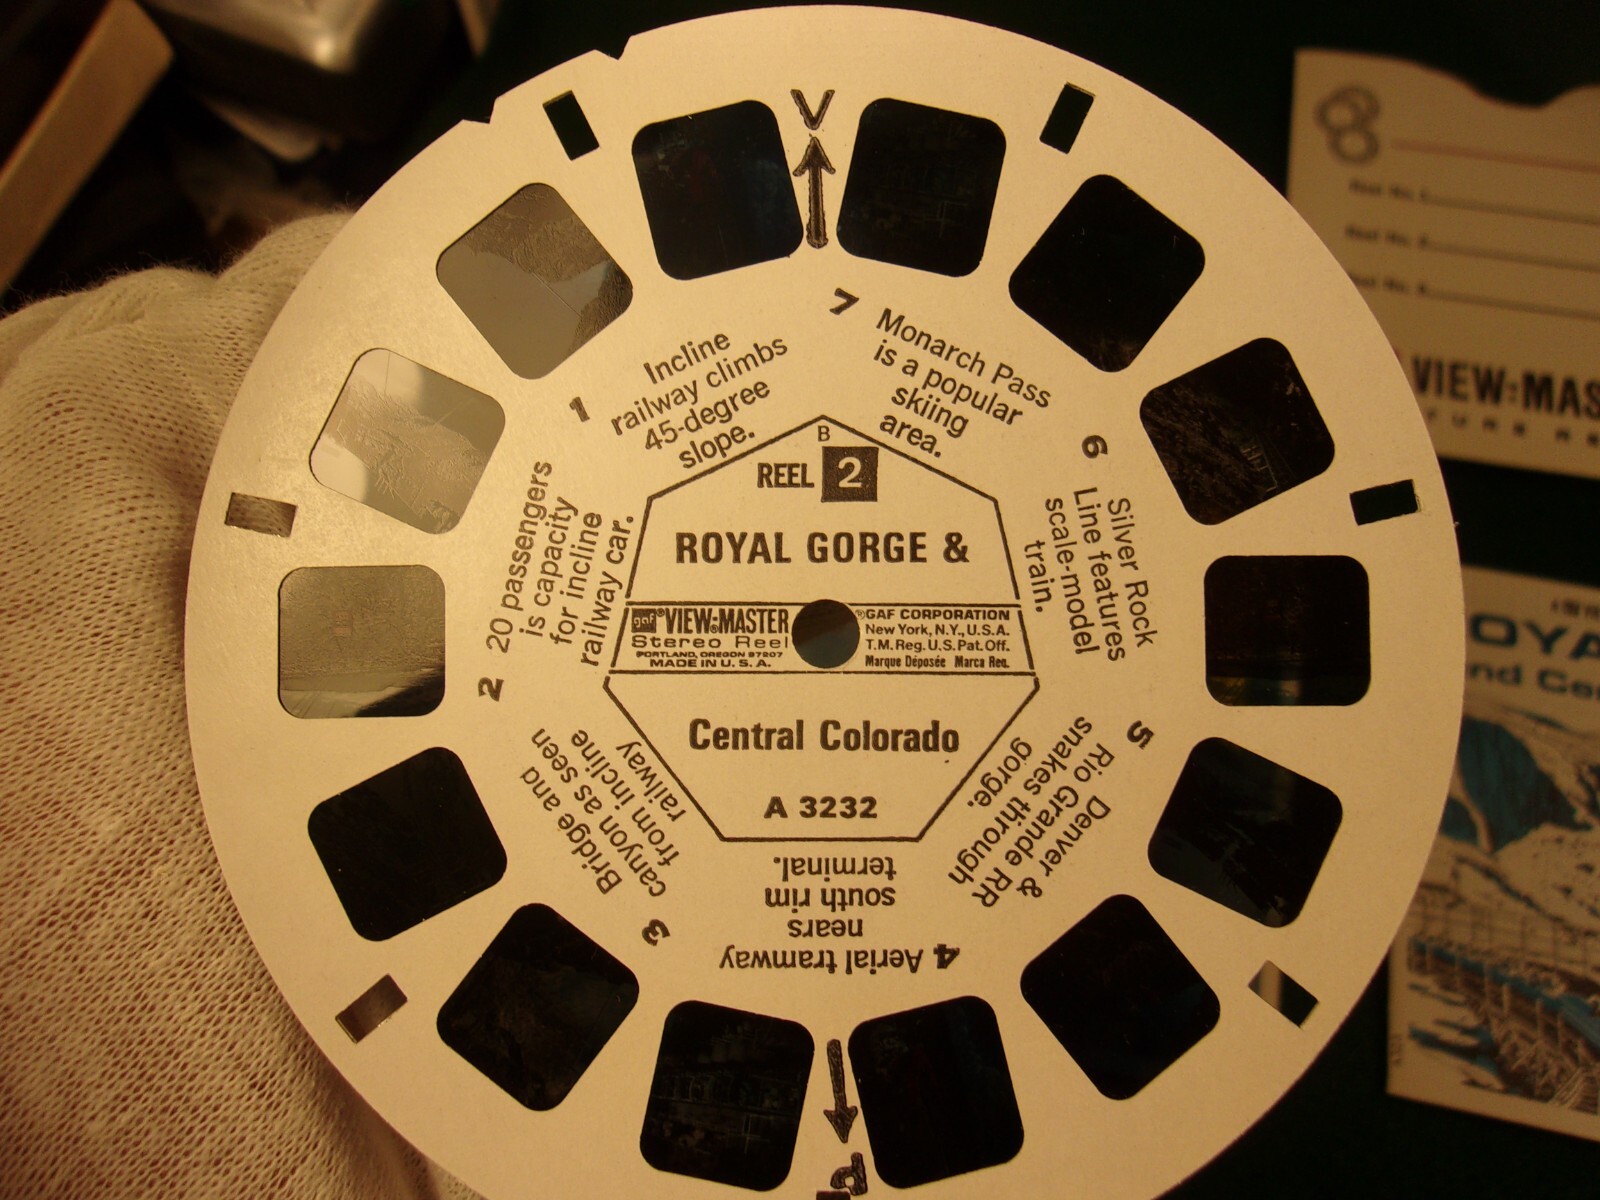 V
B
REEL 2
ROYAL GORGE &
gaf ® VIEW-MASTER
Stereo Reel
PORTLAND, OREGON 97207
MADE IN U.S.A.
® GAF CORPORATION
New York, N.Y., U.S.A.
T.M. Reg. U.S. Pat. Off.
Marque Déposée Marca Reg.
Central Colorado
A 3232
1
Incline
railway climbs
45-degree
slope.
2
20 passengers
is capacity
for incline
railway car.
3
Bridge and
canyon as seen
from incline
railway
4 Aerial tramway
nears
south rim
terminal.
5
Denver &
Rio Grande RR
snakes through
gorge.
6
Silver Rock
Line features
scale-model
train.
7
Monarch Pass
is a popular
skiing
area.
VIEW-MAS